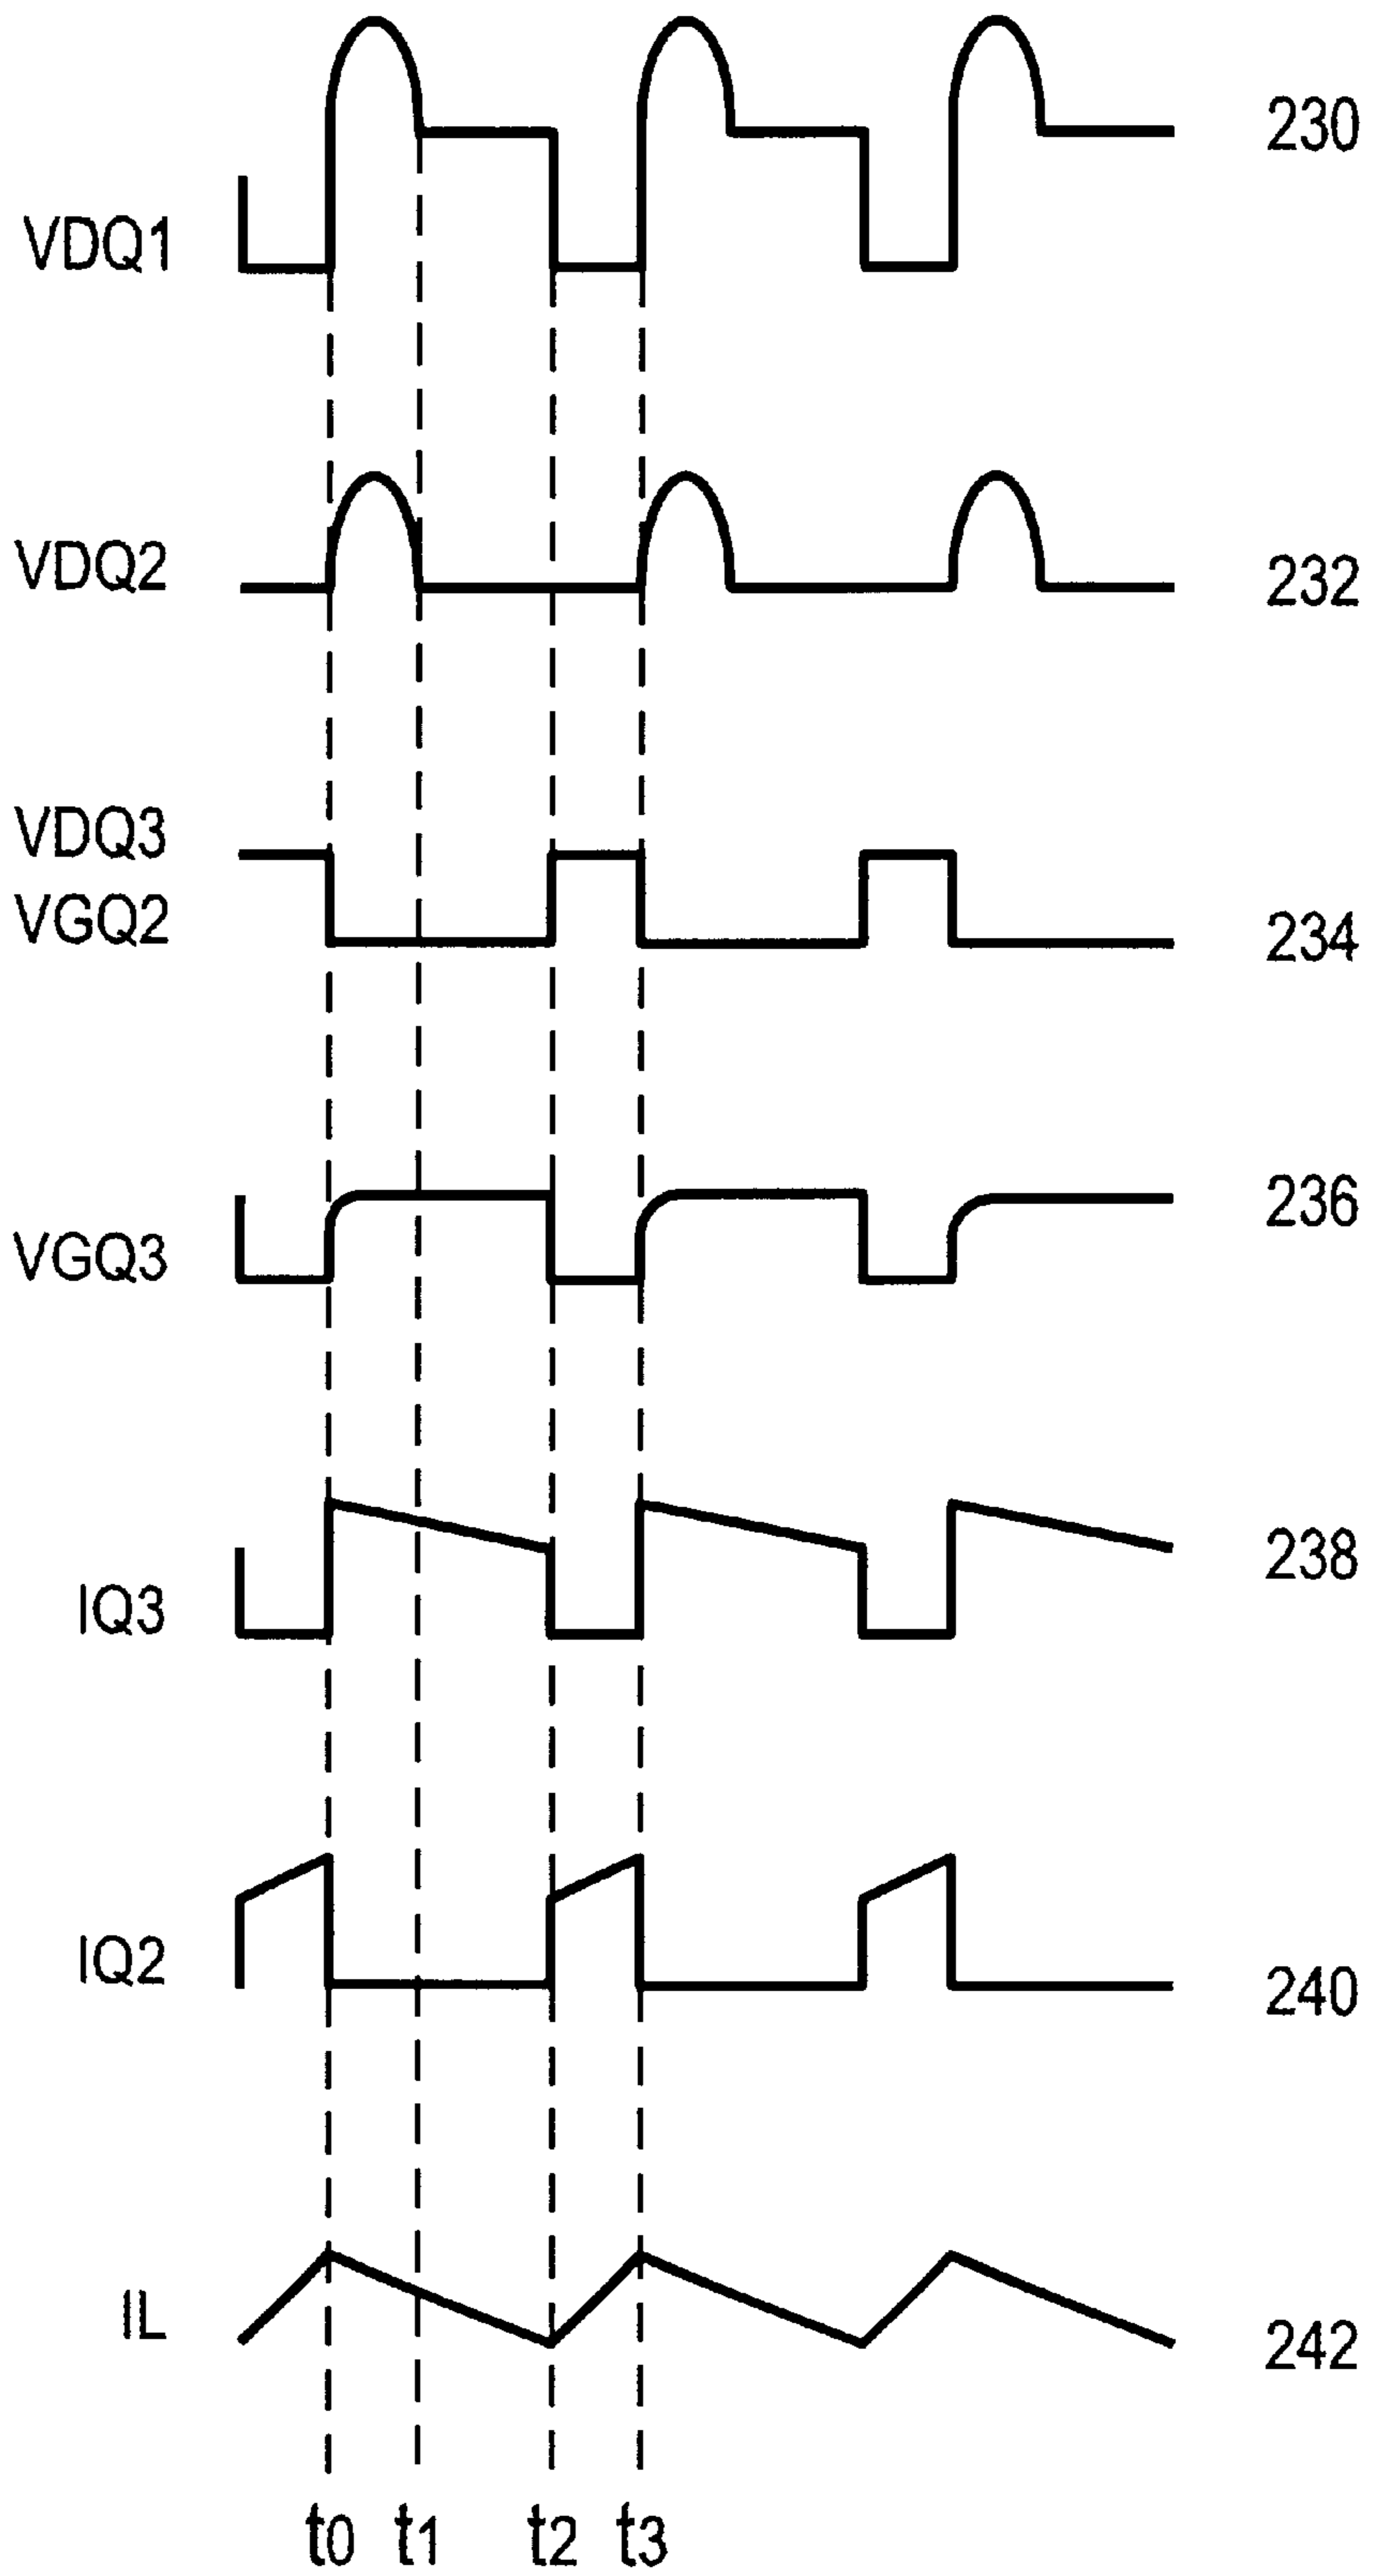 230
VDQ1
VDQ2
232
VDQ3
VGQ2
234
236
VGQ3
238
IQ3
IQ2
240
IL
242
t0 t1 t2 t3